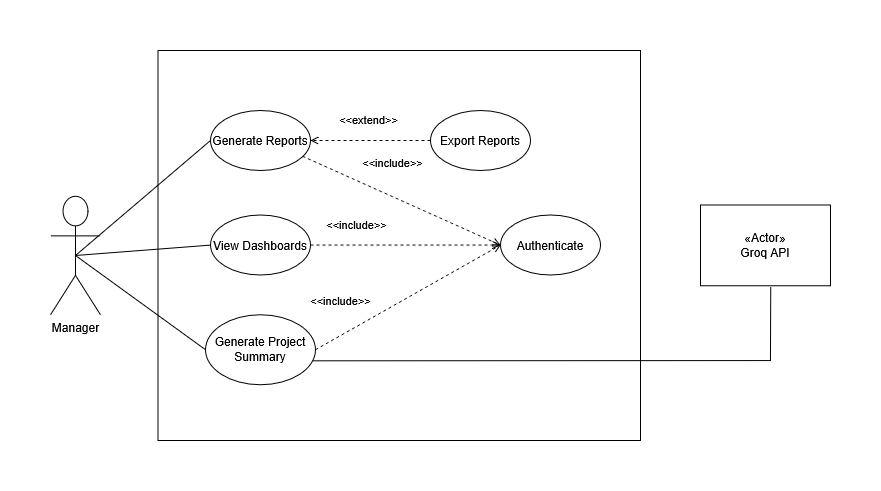 <<extend>>
Generate Reports
Export Reports
<<include>>
<<include>>
View Dashboards
Authenticate
«Actor»
Groq API
<<include>>
Manager
Generate Project
Summary